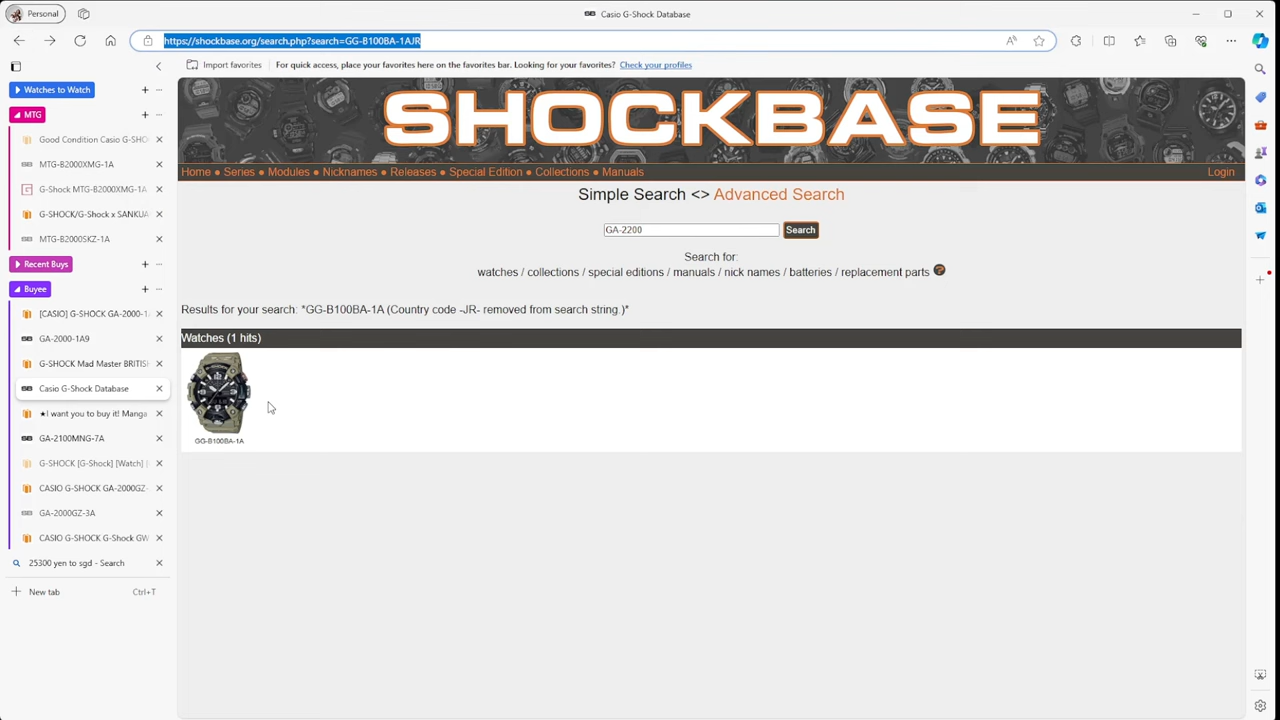 Personal
Casio G-Shock Database
https://shockbase.org/search.php?search=GG-B100BA-1AJR
Import favorites
For quick access, place your favorites here on the favorites bar. Looking for your favorites? Check your profiles
Watches to Watch
MTG
Good Condition Casio G-SHO
MTG-B2000XMG-1A
G-Shock MTG-B2000XMG-1A
G-SHOCK/G-Shock x SANKUA
MTG-B2000SKZ-1A
Recent Buys
Buyee
[CASIO] G-SHOCK GA-2000-1
GA-2000-1A9
G-SHOCK Mad Master BRITISH
Casio G-Shock Database
★I want you to buy it! Manga
GA-2100MNG-7A
G-SHOCK [G-Shock] [Watch] [
CASIO G-SHOCK GA-2000GZ-
GA-2000GZ-3A
CASIO G-SHOCK G-Shock GW
25300 yen to sgd - Search
New tab
Ctrl+T
SHOCKBASE
Home ● Series ● Modules ● Nicknames ● Releases ● Special Edition ● Collections ● Manuals
Login
Simple Search <> Advanced Search
GA-2200
Search
Search for:
watches / collections / special editions / manuals / nick names / batteries / replacement parts
Results for your search: "GG-B100BA-1A (Country code -JR- removed from search string.)"
Watches (1 hits)
GG-B100BA-1A